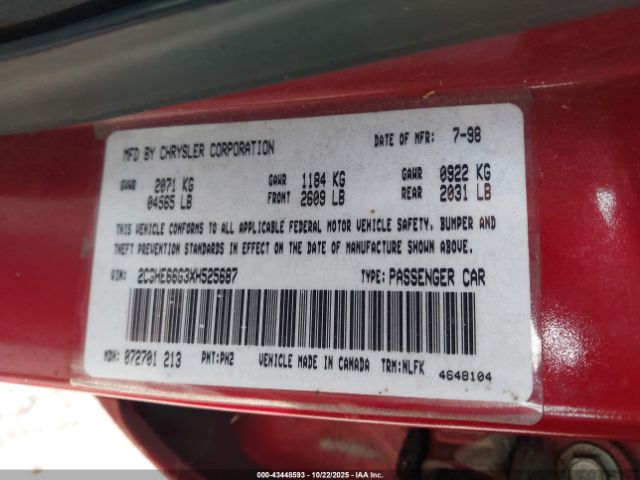 MFD BY CHRYSLER CORPORATION DATE OF MFR: 7-98
GVWR 2071 KG GAWR 1184 KG GAWR 0922 KG
04565 LB FRONT 2609 LB REAR 2031 LB
THIS VEHICLE CONFORMS TO ALL APPLICABLE FEDERAL MOTOR VEHICLE SAFETY, BUMPER AND
THEFT PREVENTION STANDARDS IN EFFECT ON THE DATE OF MANUFACTURE SHOWN ABOVE.
VIN: 2C3HE66G3XH525687 TYPE: PASSENGER CAR
MDH: 072701 213 PNT: PW2 VEHICLE MADE IN CANADA TRM: NLFK
4648104
000-43448593 - 10/22/2025 - IAA Inc.